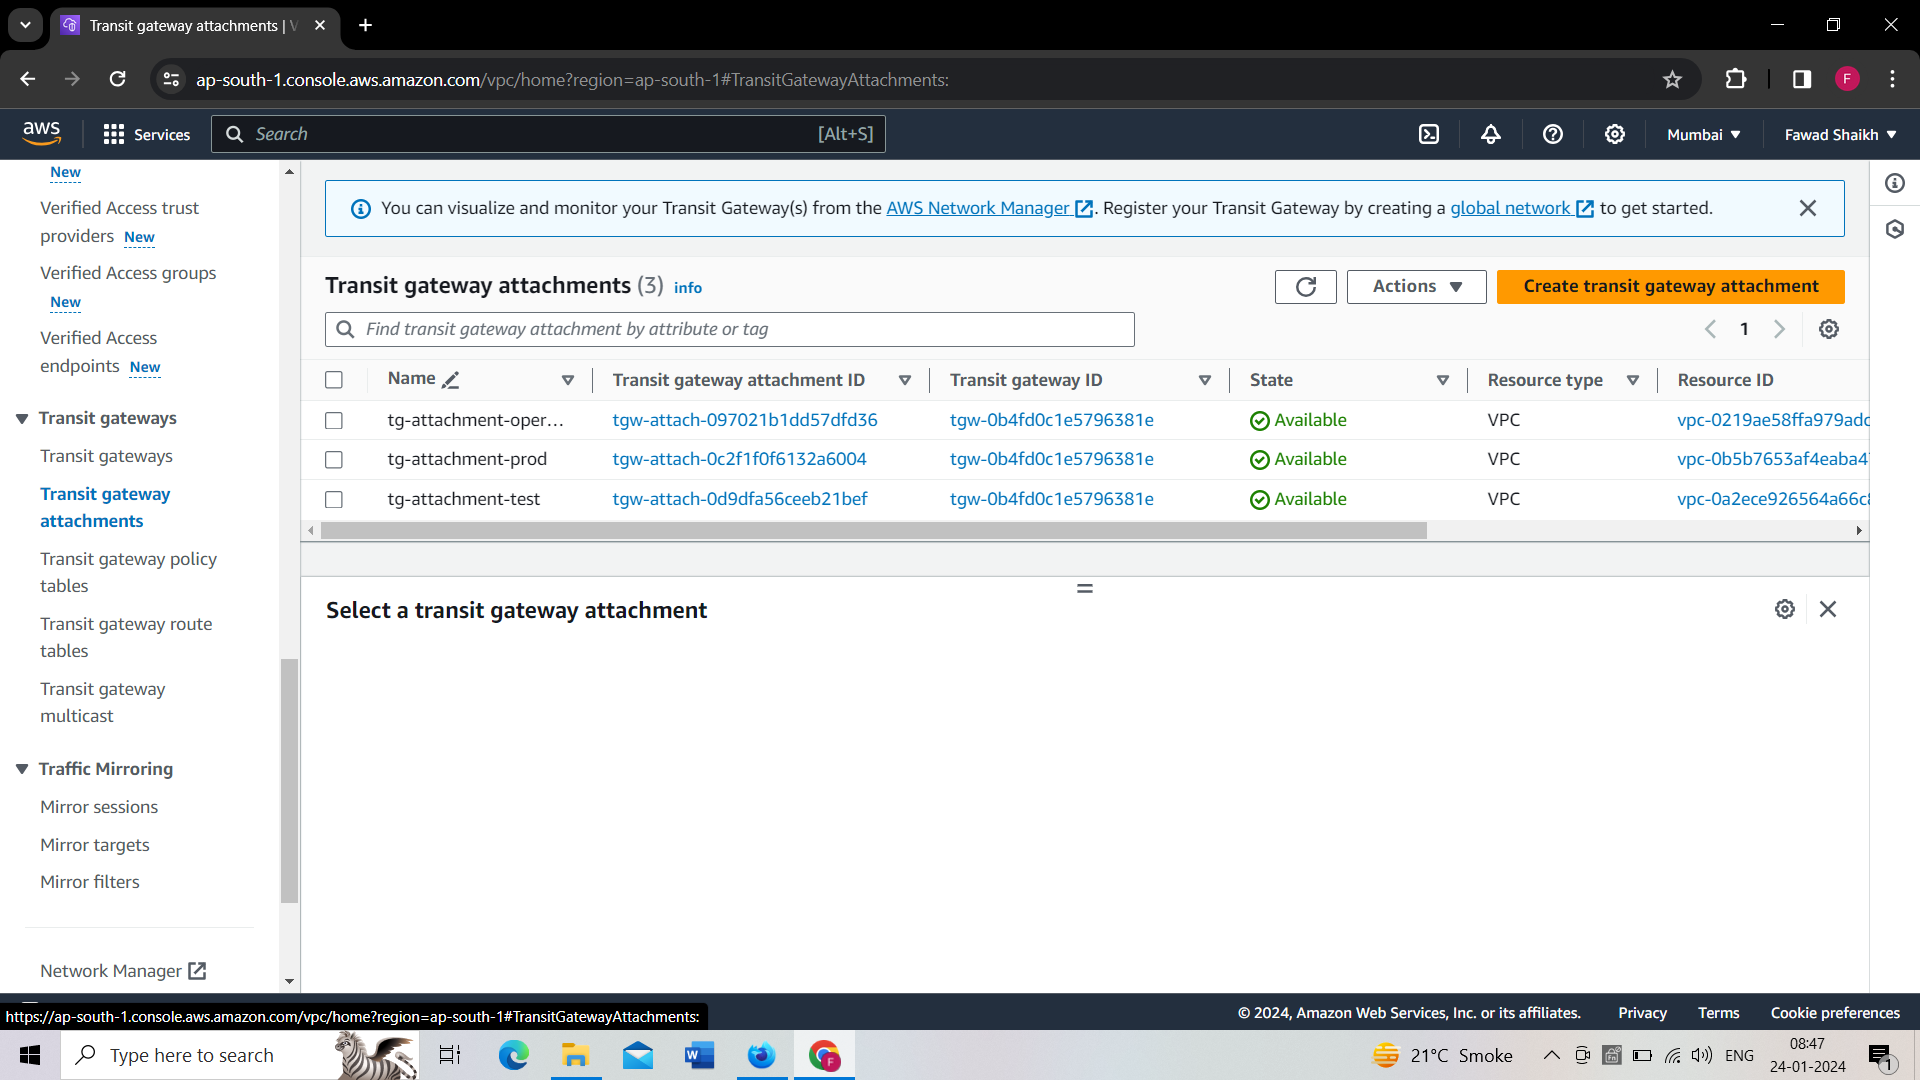 Transit gateway attachments | V
ap-south-1.console.aws.amazon.com/vpc/home?region=ap-south-1#TransitGatewayAttachments:
F
aws
Services
Search
[Alt+S]
Mumbai
Fawad Shaikh
New
Verified Access trust
providers New
Verified Access groups
New
Verified Access
endpoints New
Transit gateways
Transit gateways
Transit gateway
attachments
Transit gateway policy
tables
Transit gateway route
tables
Transit gateway
multicast
Traffic Mirroring
Mirror sessions
Mirror targets
Mirror filters
Network Manager
You can visualize and monitor your Transit Gateway(s) from the AWS Network Manager. Register your Transit Gateway by creating a global network to get started.
Transit gateway attachments (3) info
Actions
Create transit gateway attachment
Find transit gateway attachment by attribute or tag
1
Name Transit gateway attachment ID Transit gateway ID State Resource type Resource ID
tg-attachment-oper... tgw-attach-097021b1dd57dfd36 tgw-0b4fd0c1e5796381e Available VPC vpc-0219ae58ffa979adc
tg-attachment-prod tgw-attach-0c2f1f0f6132a6004 tgw-0b4fd0c1e5796381e Available VPC vpc-0b5b7653af4eaba4
tg-attachment-test tgw-attach-0d9dfa56ceeb21bef tgw-0b4fd0c1e5796381e Available VPC vpc-0a2ece926564a66c
Select a transit gateway attachment
https://ap-south-1.console.aws.amazon.com/vpc/home?region=ap-south-1#TransitGatewayAttachments:
© 2024, Amazon Web Services, Inc. or its affiliates.
Privacy
Terms
Cookie preferences
Type here to search
F
21°C Smoke
ENG
08:47
24-01-2024
1